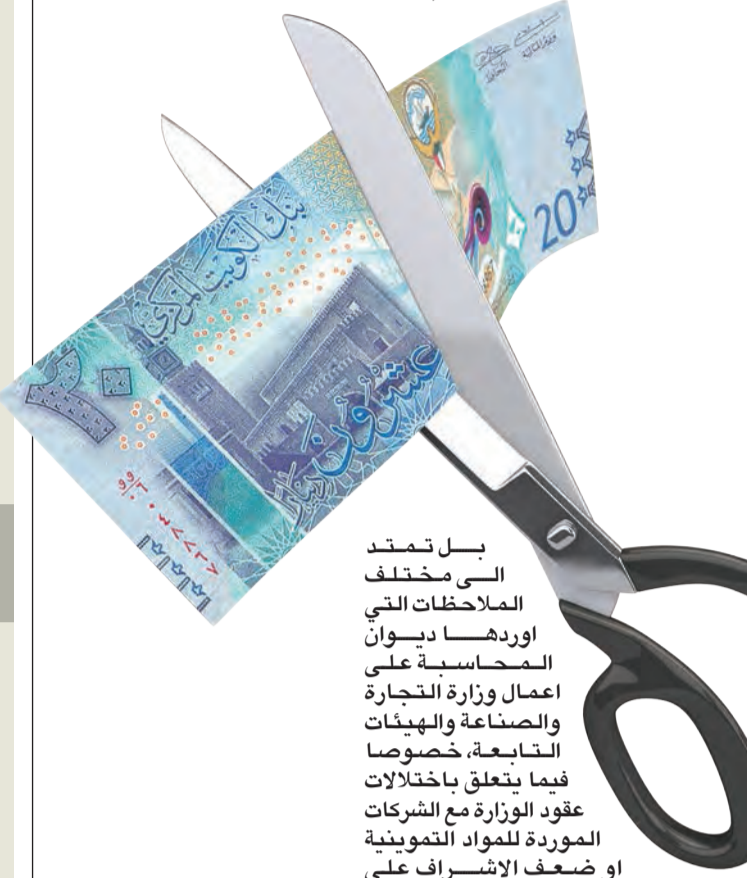 بنك الكويت المركزي
20
عشرون
دينار
بل تمتد
الى مختلف
الملاحظات التي
اوردها ديوان
المحاسبة على
اعمال وزارة التجارة
والصناعة والهيئات
التابعة، خصوصا
فيما يتعلق باختلالات
عقود الوزارة مع الشركات
الموردة للمواد التموينية
او ضعف الاشراف على